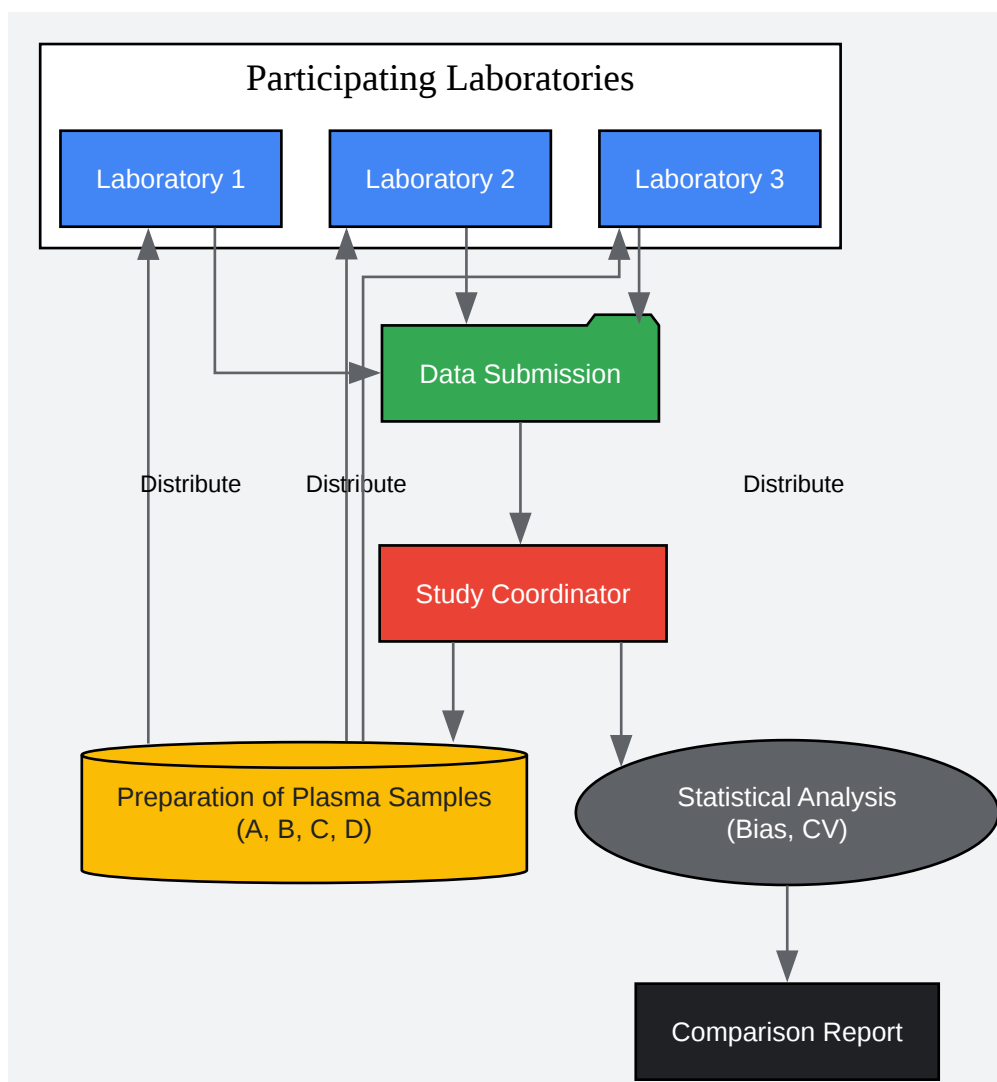 Participating Laboratories
Laboratory 1
Laboratory 2
Laboratory 3
Data Submission
Distribute
Distribute
Distribute
Study Coordinator
Preparation of Plasma Samples
(A, B, C, D)
Statistical Analysis
(Bias, CV)
Comparison Report